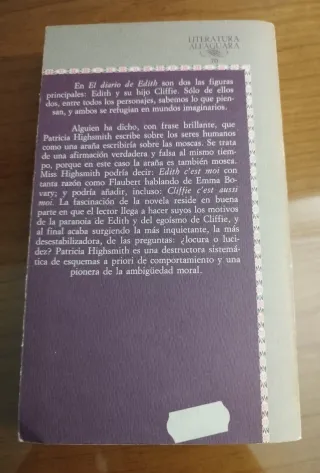 LITERATURA
ALFAGUARA
En El diario de Edith son dos las figuras
principales: Edith y su hijo Cliffie. Sólo de ellos
dos, entre todos los personajes, sabemos lo que pien-
san, y ambos se refugian en mundos imaginarios.
Alguien ha dicho, con frase brillante, que
Patricia Highsmith escribe sobre los seres humanos
como una araña escribiría sobre las moscas. Se trata
de una afirmación verdadera y falsa al mismo tiem-
po, porque en este caso la araña es también mosca.
Miss Highsmith podría decir: Edith c'est moi con
tanta razón como Flaubert hablando de Emma Bo-
vary; y podría añadir, incluso: Cliffie c'est aussi
moi. La fascinación de la novela reside en buena
parte en que el lector llega a hacer suyos los motivos
de la paranoia de Edith y del egoísmo de Cliffie, y
al final acaba surgiendo la más inquietante, la más
desestabilizadora, de las preguntas: ¿locura o luci-
dez? Patricia Highsmith es una destructora sistemá-
tica de esquemas a priori de comportamiento y una
pionera de la ambigüedad moral.